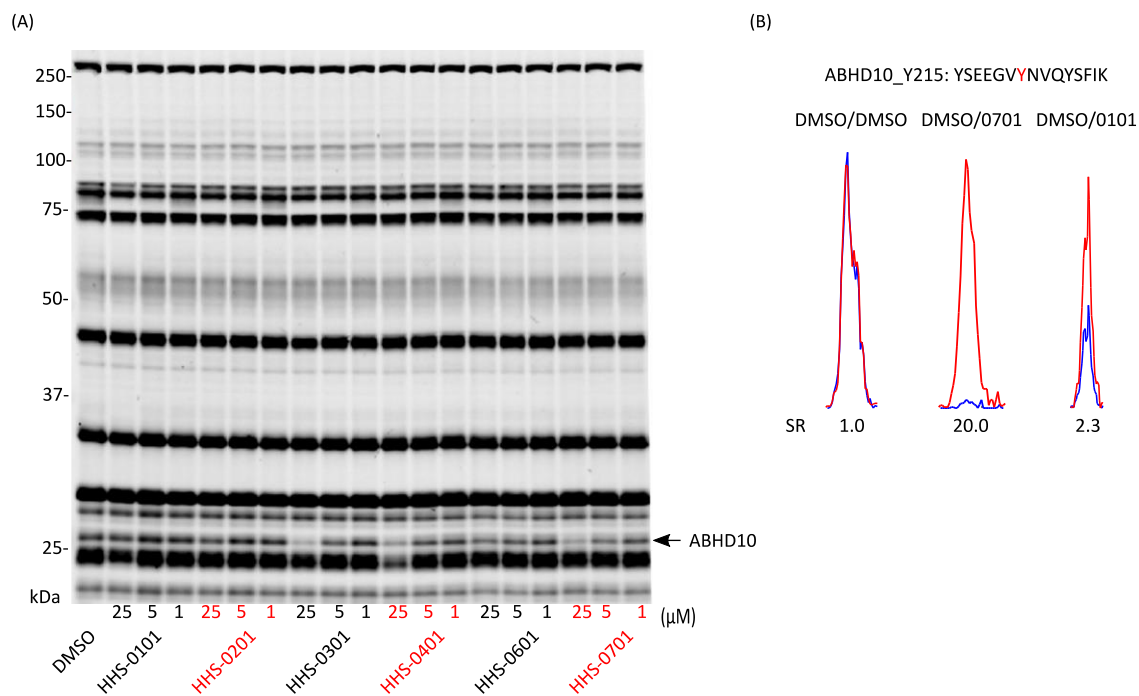 (A)
(B)
250-
150-
100-
75-
50-
37-
25-
kDa
ABHD10
25 5 1 25 5 1 25 5 1 25 5 1 25 5 1 25 5 1 (μM)
DMSO
HHS-0101
HHS-0201
HHS-0301
HHS-0401
HHS-0601
HHS-0701
ABHD10_Y215: YSEEGVYNVQYSFIK
DMSO/DMSO DMSO/0701 DMSO/0101
SR 1.0 20.0 2.3